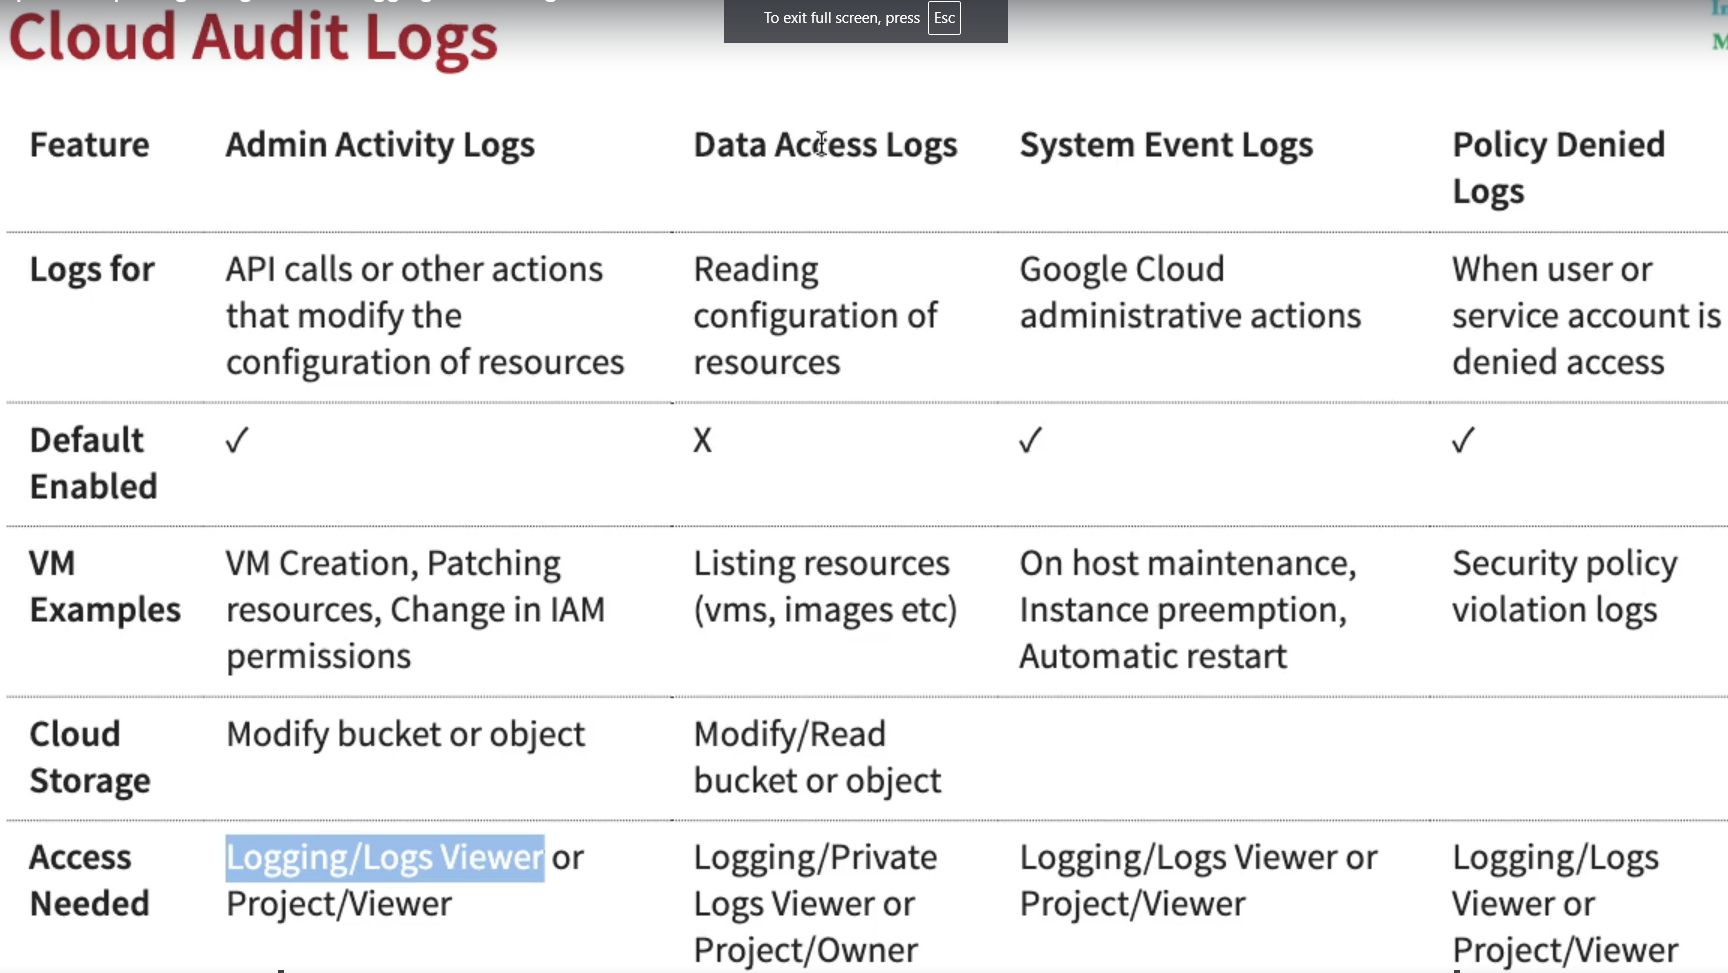 To exit full screen, press Esc
Cloud Audit Logs
Feature
Admin Activity Logs
Data Access Logs
System Event Logs
Policy Denied
Logs
Logs for
API calls or other actions
that modify the
configuration of resources
Reading
configuration of
resources
Google Cloud
administrative actions
When user or
service account is
denied access
Default
Enabled
✓
X
✓
✓
VM
Examples
VM Creation, Patching
resources, Change in IAM
permissions
Listing resources
(vms, images etc)
On host maintenance,
Instance preemption,
Automatic restart
Security policy
violation logs
Cloud
Storage
Modify bucket or object
Modify/Read
bucket or object
Access
Needed
Logging/Logs Viewer or
Project/Viewer
Logging/Private
Logs Viewer or
Project/Owner
Logging/Logs Viewer or
Project/Viewer
Logging/Logs
Viewer or
Project/Viewer